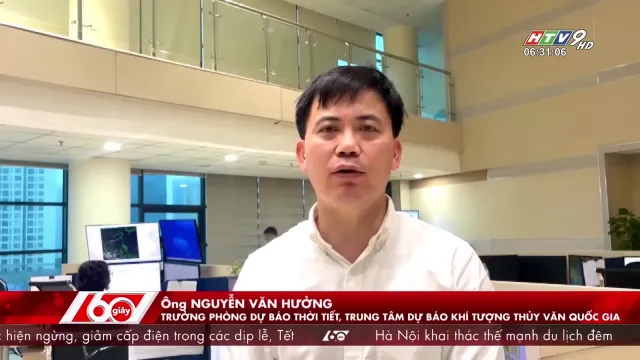 HTV9 HD
06:31:06
60 giây
Ông NGUYỄN VĂN HƯỞNG
TRƯỞNG PHÒNG DỰ BÁO THỜI TIẾT, TRUNG TÂM DỰ BÁO KHÍ TƯỢNG THỦY VĂN QUỐC GIA
hiện ngừng, giảm cấp điện trong các dịp lễ, Tết 60 Hà Nội khai thác thế mạnh du lịch đêm